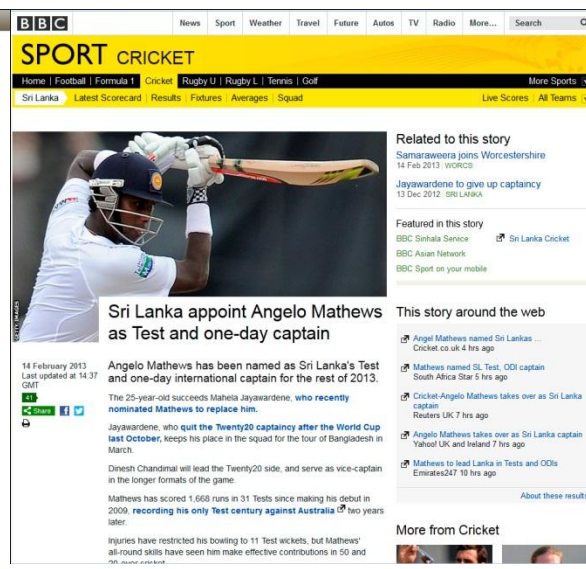 BBC
News Sport Weather Travel Future Autos TV Radio More... Search
SPORT CRICKET
Home | Football | Formula 1 Cricket Rugby U | Rugby L | Tennis | Golf More Sports
Sri Lanka Latest Scorecard | Results | Fixtures | Averages | Squad Live Scores | All Teams
GETTY IMAGES
Sri Lanka appoint Angelo Mathews
as Test and one-day captain
14 February 2013
Last updated at 14:37
GMT
41
Share
Angelo Mathews has been named as Sri Lanka's Test
and one-day international captain for the rest of 2013.
The 25-year-old succeeds Mahela Jayawardene, who recently
nominated Mathews to replace him.
Jayawardene, who quit the Twenty20 captaincy after the World Cup
last October, keeps his place in the squad for the tour of Bangladesh in
March.
Dinesh Chandimal will lead the Twenty20 side, and serve as vice-captain
in the longer formats of the game.
Mathews has scored 1,668 runs in 31 Tests since making his debut in
2009, recording his only Test century against Australia two years
later.
Injuries have restricted his bowling to 11 Test wickets, but Mathews'
all-round skills have seen him make effective contributions in 50 and
20-over cricket.
Related to this story
Samaraweera joins Worcestershire
14 Feb 2013 WORCS
Jayawardene to give up captaincy
13 Dec 2012 SRI LANKA
Featured in this story
BBC Sinhala Service Sri Lanka Cricket
BBC Asian Network
BBC Sport on your mobile
This story around the web
Angel Mathews named Sri Lankas ...
Cricket.co.uk 4 hrs ago
Mathews named SL Test, ODI captain
South Africa Star 5 hrs ago
Cricket-Angelo Mathews takes over as Sri Lanka
captain
Reuters UK 7 hrs ago
Angelo Mathews takes over as Sri Lanka captain
Yahoo! UK and Ireland 7 hrs ago
Mathews to lead Lanka in Tests and ODIs
Emirates247 10 hrs ago
About these results
More from Cricket